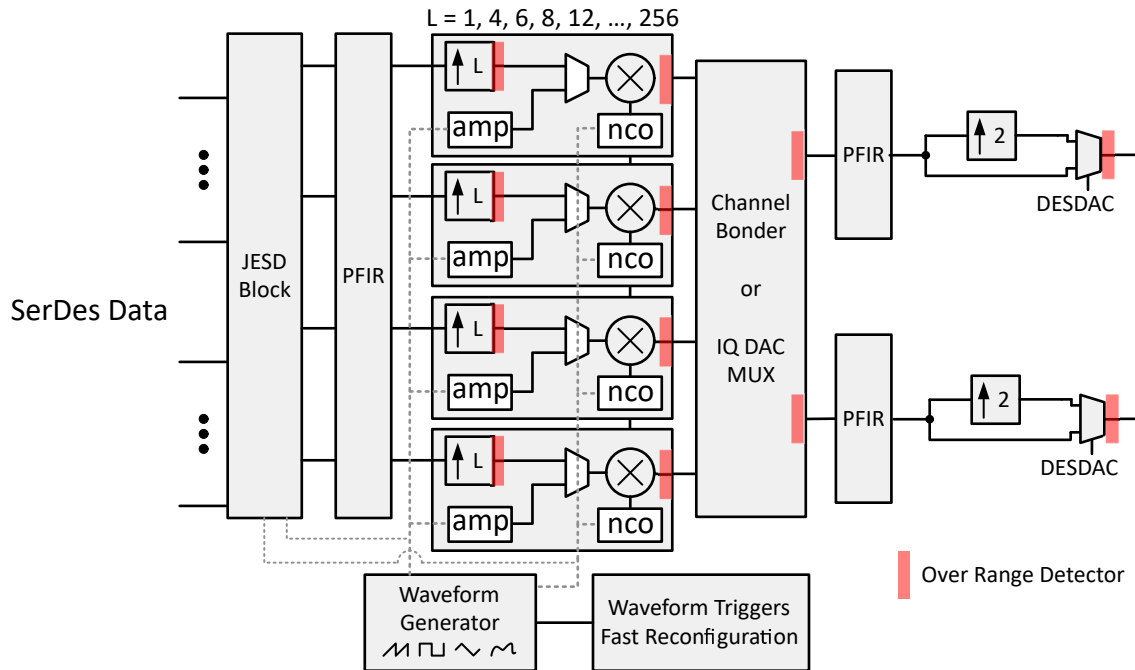 L = 1, 4, 6, 8, 12, ..., 256
SerDes Data
JESD
Block
PFIR
L
amp
nco
L
amp
nco
L
amp
nco
L
amp
nco
Channel
Bonder
or
IQ DAC
MUX
PFIR
2
DESDAC
PFIR
2
DESDAC
Over Range Detector
Waveform
Generator
Waveform Triggers
Fast Reconfiguration